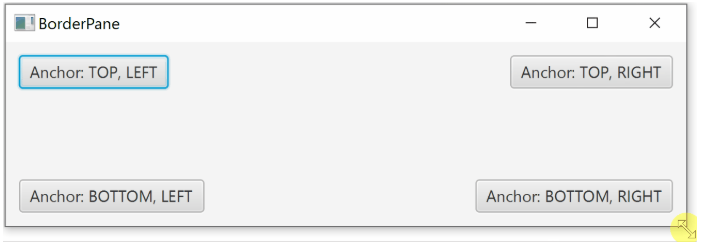 BorderPane
Anchor: TOP, LEFT
Anchor: TOP, RIGHT
Anchor: BOTTOM, LEFT
Anchor: BOTTOM, RIGHT